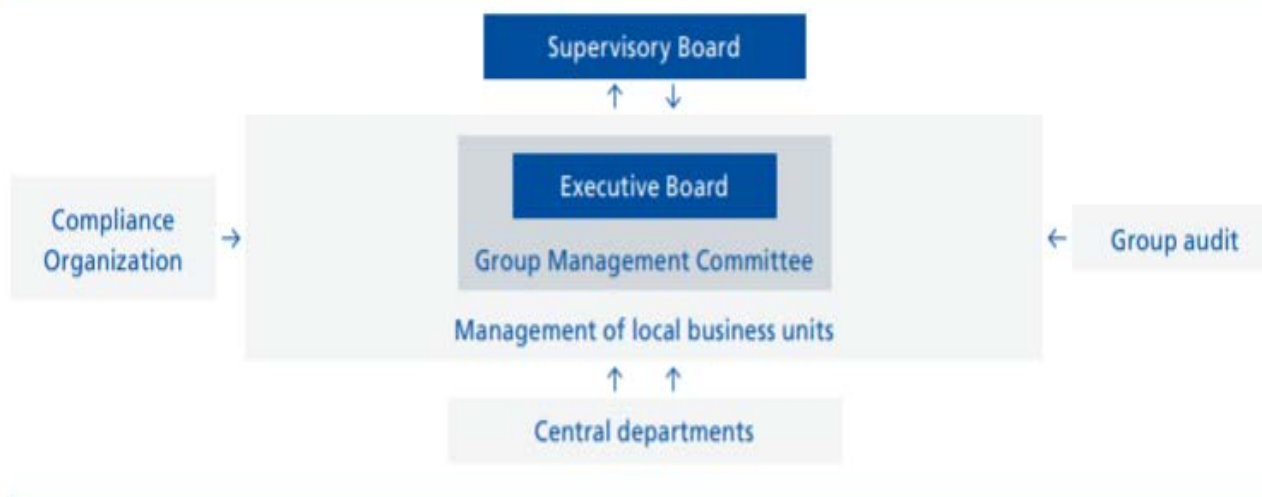 Supervisory Board
Executive Board
Compliance
Organization
Group Management Committee
Group audit
Management of local business units
Central departments